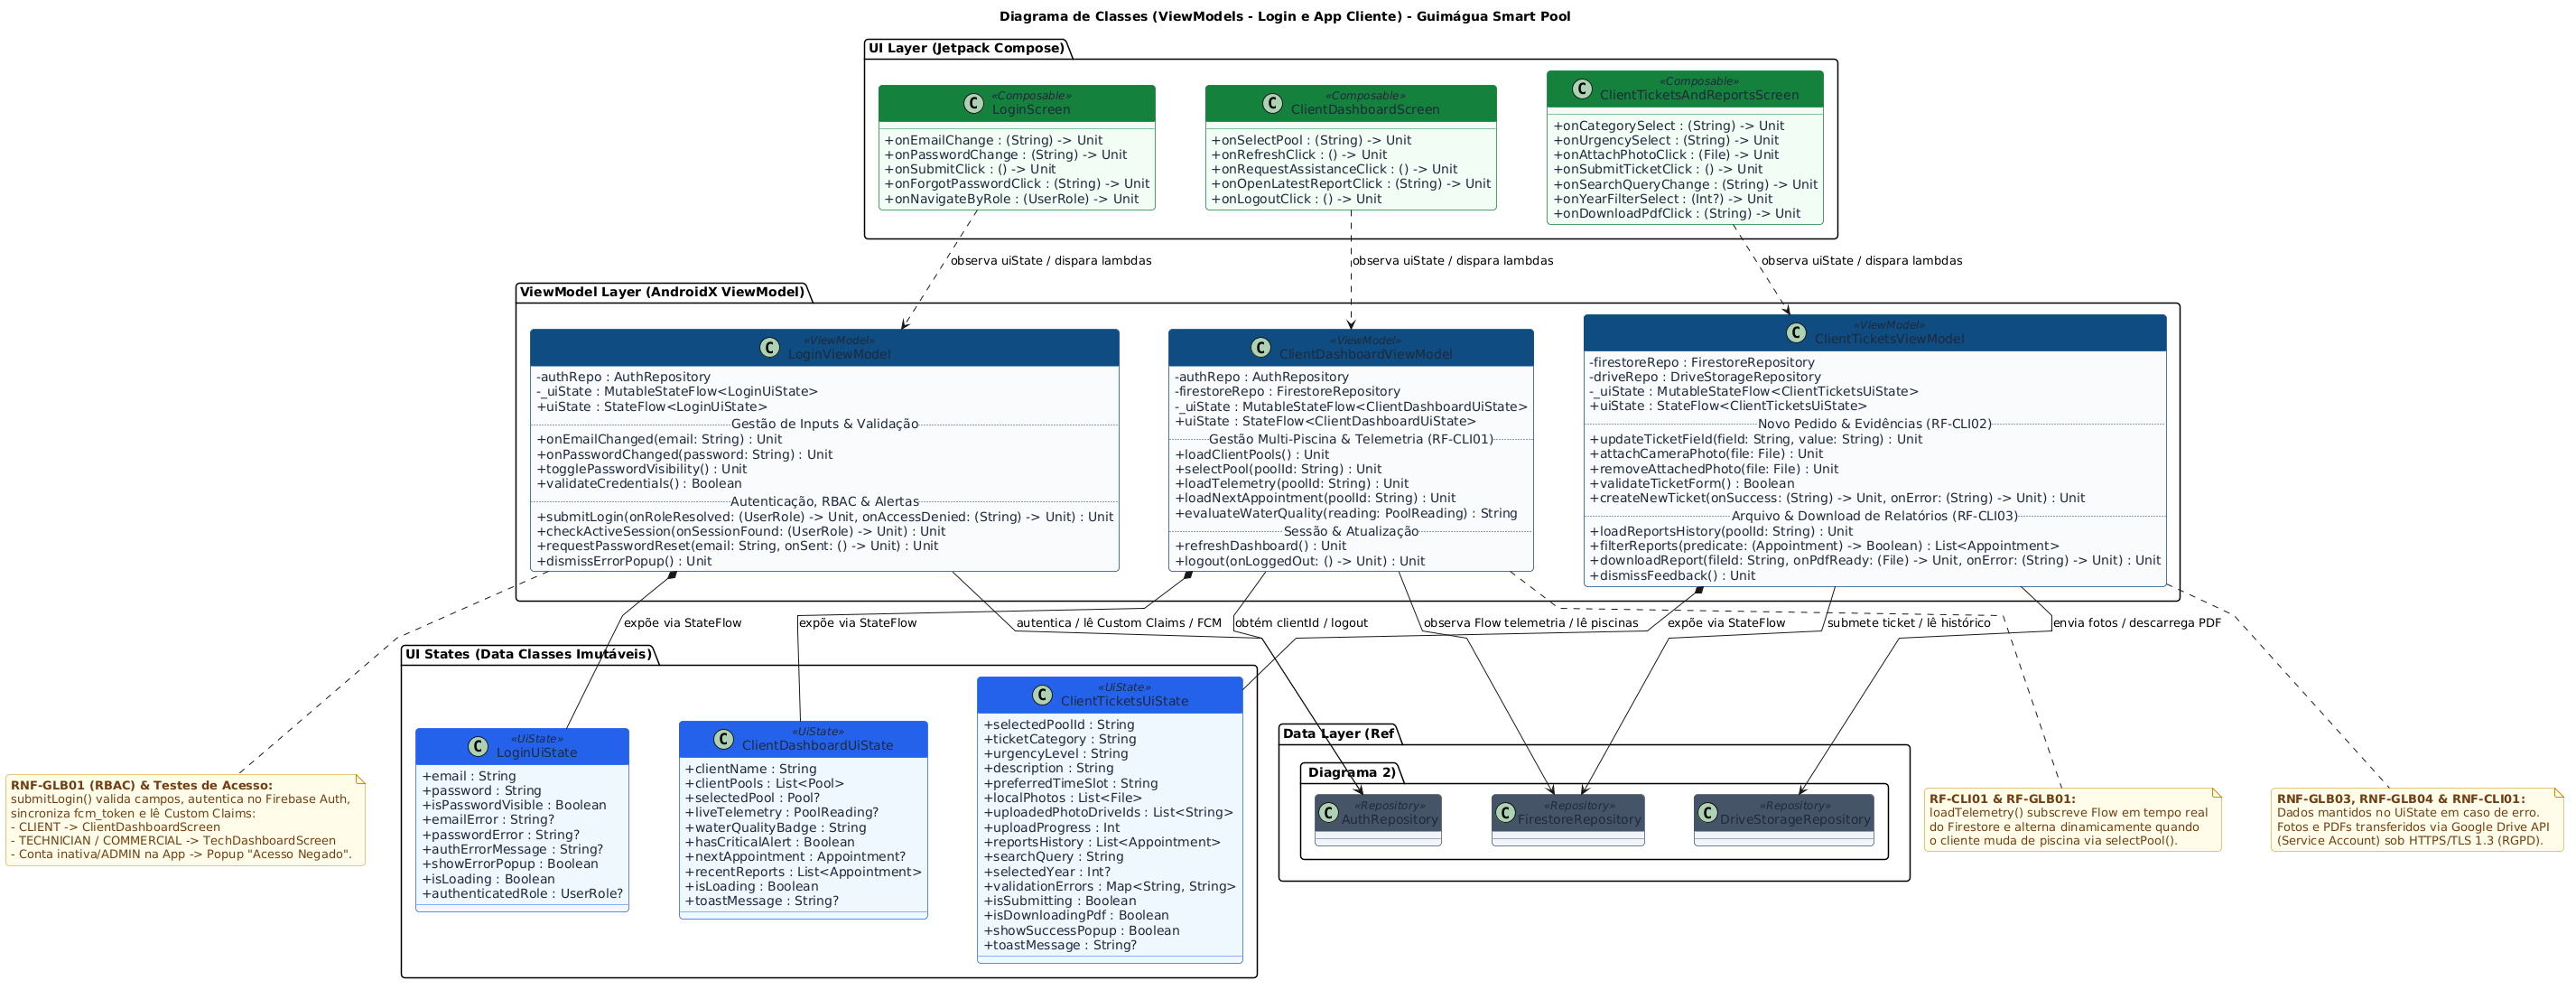 Diagrama de Classes (ViewModels - Login e App Cliente) - Guimágua Smart Pool
UI Layer (Jetpack Compose)
«Composable»
C LoginScreen
+onEmailChange : (String) -> Unit
+onPasswordChange : (String) -> Unit
+onSubmitClick : () -> Unit
+onForgotPasswordClick : (String) -> Unit
+onNavigateByRole : (UserRole) -> Unit
«Composable»
C ClientDashboardScreen
+onSelectPool : (String) -> Unit
+onRefreshClick : () -> Unit
+onRequestAssistanceClick : () -> Unit
+onOpenLatestReportClick : (String) -> Unit
+onLogoutClick : () -> Unit
«Composable»
C ClientTicketsAndReportsScreen
+onCategorySelect : (String) -> Unit
+onUrgencySelect : (String) -> Unit
+onAttachPhotoClick : (File) -> Unit
+onSubmitTicketClick : () -> Unit
+onSearchQueryChange : (String) -> Unit
+onYearFilterSelect : (Int?) -> Unit
+onDownloadPdfClick : (String) -> Unit
observa uiState / dispara lambdas
observa uiState / dispara lambdas
observa uiState / dispara lambdas
ViewModel Layer (AndroidX ViewModel)
«ViewModel»
C LoginViewModel
-authRepo : AuthRepository
-_uiState : MutableStateFlow<LoginUiState>
+uiState : StateFlow<LoginUiState>
Gestão de Inputs & Validação
+onEmailChanged(email: String) : Unit
+onPasswordChanged(password: String) : Unit
+togglePasswordVisibility() : Unit
+validateCredentials() : Boolean
Autenticação, RBAC & Alertas
+submitLogin(onRoleResolved: (UserRole) -> Unit, onAccessDenied: (String) -> Unit) : Unit
+checkActiveSession(onSessionFound: (UserRole) -> Unit) : Unit
+requestPasswordReset(email: String, onSent: () -> Unit) : Unit
+dismissErrorPopup() : Unit
«ViewModel»
C ClientDashboardViewModel
-authRepo : AuthRepository
-firestoreRepo : FirestoreRepository
-_uiState : MutableStateFlow<ClientDashboardUiState>
+uiState : StateFlow<ClientDashboardUiState>
Gestão Multi-Piscina & Telemetria (RF-CLI01)
+loadClientPools() : Unit
+selectPool(poolId: String) : Unit
+loadTelemetry(poolId: String) : Unit
+loadNextAppointment(poolId: String) : Unit
+evaluateWaterQuality(reading: PoolReading) : String
Sessão & Atualização
+refreshDashboard() : Unit
+logout(onLoggedOut: () -> Unit) : Unit
«ViewModel»
C ClientTicketsViewModel
-firestoreRepo : FirestoreRepository
-driveRepo : DriveStorageRepository
-_uiState : MutableStateFlow<ClientTicketsUiState>
+uiState : StateFlow<ClientTicketsUiState>
Novo Pedido & Evidências (RF-CLI02)
+updateTicketField(field: String, value: String) : Unit
+attachCameraPhoto(file: File) : Unit
+removeAttachedPhoto(file: File) : Unit
+validateTicketForm() : Boolean
+createNewTicket(onSuccess: (String) -> Unit, onError: (String) -> Unit) : Unit
Arquivo & Download de Relatórios (RF-CLI03)
+loadReportsHistory(poolId: String) : Unit
+filterReports(predicate: (Appointment) -> Boolean) : List<Appointment>
+downloadReport(fileId: String, onPdfReady: (File) -> Unit, onError: (String) -> Unit) : Unit
+dismissFeedback() : Unit
expõe via StateFlow
expõe via StateFlow
autentica / lê Custom Claims / FCM
obtém clientId / logout
observa Flow telemetria / lê piscinas
expõe via StateFlow
submete ticket / lê histórico
envia fotos / descarrega PDF
UI States (Data Classes Imutáveis)
«UiState»
C LoginUiState
+email : String
+password : String
+isPasswordVisible : Boolean
+emailError : String?
+passwordError : String?
+authErrorMessage : String?
+showErrorPopup : Boolean
+isLoading : Boolean
+authenticatedRole : UserRole?
«UiState»
C ClientDashboardUiState
+clientName : String
+clientPools : List<Pool>
+selectedPool : Pool?
+liveTelemetry : PoolReading?
+waterQualityBadge : String
+hasCriticalAlert : Boolean
+nextAppointment : Appointment?
+recentReports : List<Appointment>
+isLoading : Boolean
+toastMessage : String?
«UiState»
C ClientTicketsUiState
+selectedPoolId : String
+ticketCategory : String
+urgencyLevel : String
+description : String
+preferredTimeSlot : String
+localPhotos : List<File>
+uploadedPhotoDriveIds : List<String>
+uploadProgress : Int
+reportsHistory : List<Appointment>
+searchQuery : String
+selectedYear : Int?
+validationErrors : Map<String, String>
+isSubmitting : Boolean
+isDownloadingPdf : Boolean
+showSuccessPopup : Boolean
+toastMessage : String?
Data Layer (Ref
Diagrama 2)
«Repository»
C AuthRepository
«Repository»
C FirestoreRepository
«Repository»
C DriveStorageRepository
RNF-GLB01 (RBAC) & Testes de Acesso:
submitLogin() valida campos, autentica no Firebase Auth,
sincroniza fcm_token e lê Custom Claims:
- CLIENT -> ClientDashboardScreen
- TECHNICIAN / COMMERCIAL -> TechDashboardScreen
- Conta inativa/ADMIN na App -> Popup "Acesso Negado".
RF-CLI01 & RF-GLB01:
loadTelemetry() subscreve Flow em tempo real
do Firestore e alterna dinamicamente quando
o cliente muda de piscina via selectPool().
RNF-GLB03, RNF-GLB04 & RNF-CLI01:
Dados mantidos no UiState em caso de erro.
Fotos e PDFs transferidos via Google Drive API
(Service Account) sob HTTPS/TLS 1.3 (RGPD).